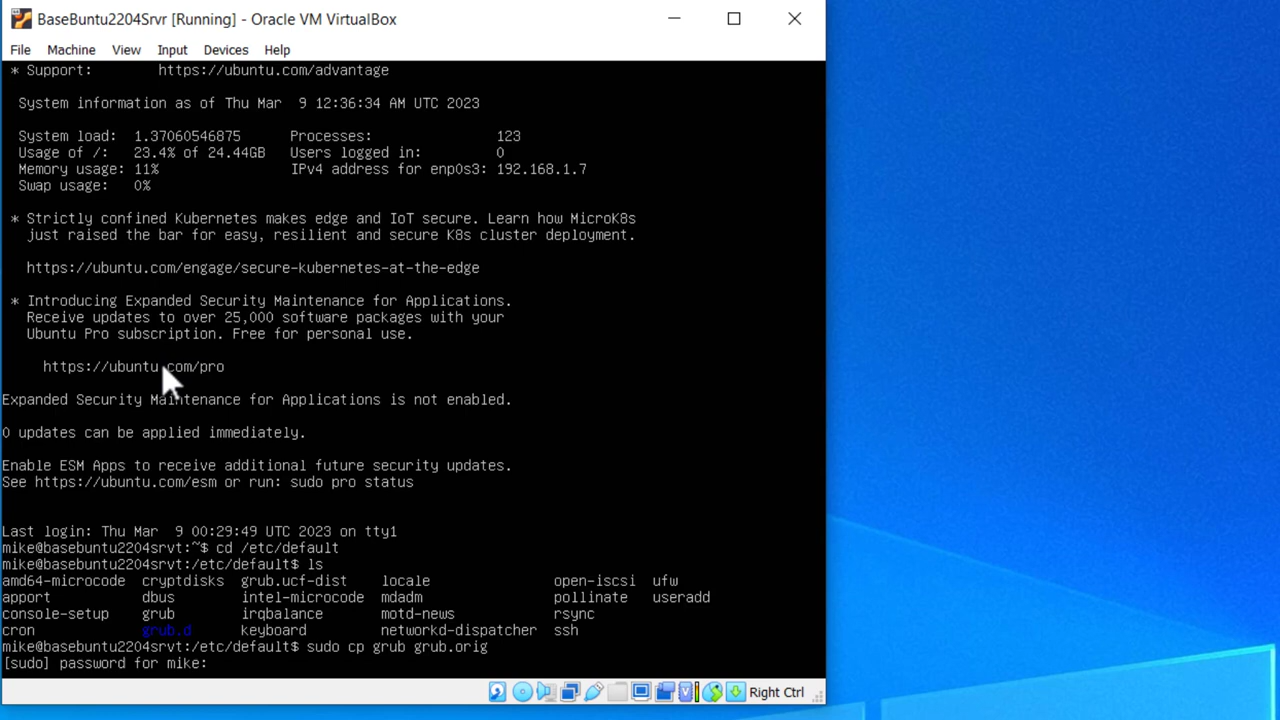 BaseBuntu2204Srvr [Running] - Oracle VM VirtualBox
File Machine View Input Devices Help
* Support: https://ubuntu.com/advantage
System information as of Thu Mar 9 12:36:34 AM UTC 2023
System load: 1.37060546875 Processes: 123
Usage of /: 23.4% of 24.44GB Users logged in: 0
Memory usage: 11% IPv4 address for enp0s3: 192.168.1.7
Swap usage: 0%
* Strictly confined Kubernetes makes edge and IoT secure. Learn how MicroK8s
just raised the bar for easy, resilient and secure K8s cluster deployment.
https://ubuntu.com/engage/secure-kubernetes-at-the-edge
* Introducing Expanded Security Maintenance for Applications.
Receive updates to over 25,000 software packages with your
Ubuntu Pro subscription. Free for personal use.
https://ubuntu.com/pro
Expanded Security Maintenance for Applications is not enabled.
0 updates can be applied immediately.
Enable ESM Apps to receive additional future security updates.
See https://ubuntu.com/esm or run: sudo pro status
Last login: Thu Mar 9 00:29:49 UTC 2023 on tty1
mike@basebuntu2204srvt:~$ cd /etc/default
mike@basebuntu2204srvt:/etc/default$ ls
amd64-microcode cryptdisks grub.ucf-dist locale open-iscsi ufw
apport dbus intel-microcode mdadm pollinate useradd
console-setup grub irqbalance motd-news rsync
cron grub.d keyboard networkd-dispatcher ssh
mike@basebuntu2204srvt:/etc/default$ sudo cp grub grub.orig
[sudo] password for mike:
Right Ctrl